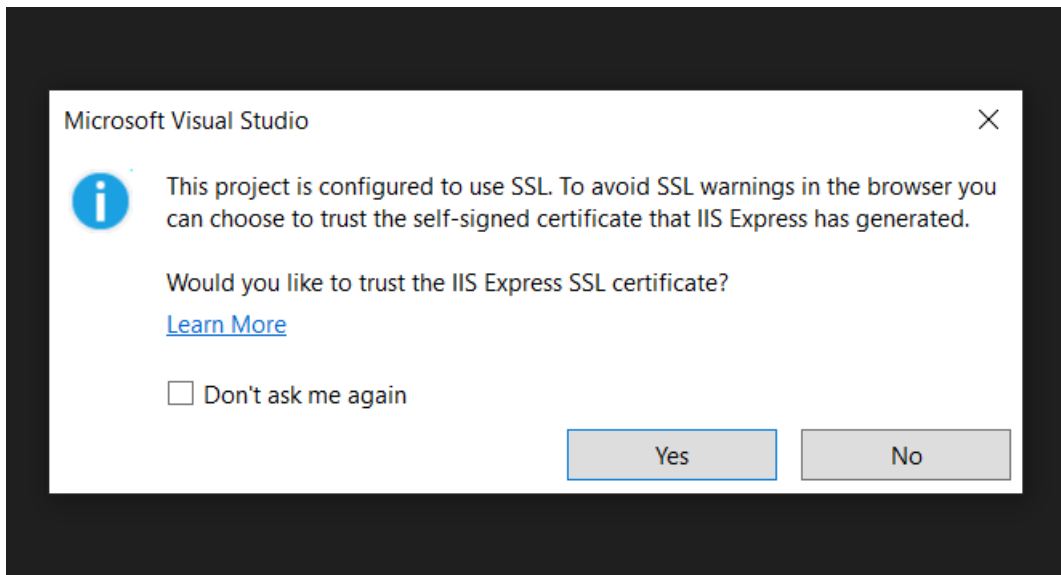 Microsoft Visual Studio
This project is configured to use SSL. To avoid SSL warnings in the browser you
can choose to trust the self-signed certificate that IIS Express has generated.
Would you like to trust the IIS Express SSL certificate?
Learn More
Don't ask me again
Yes
No